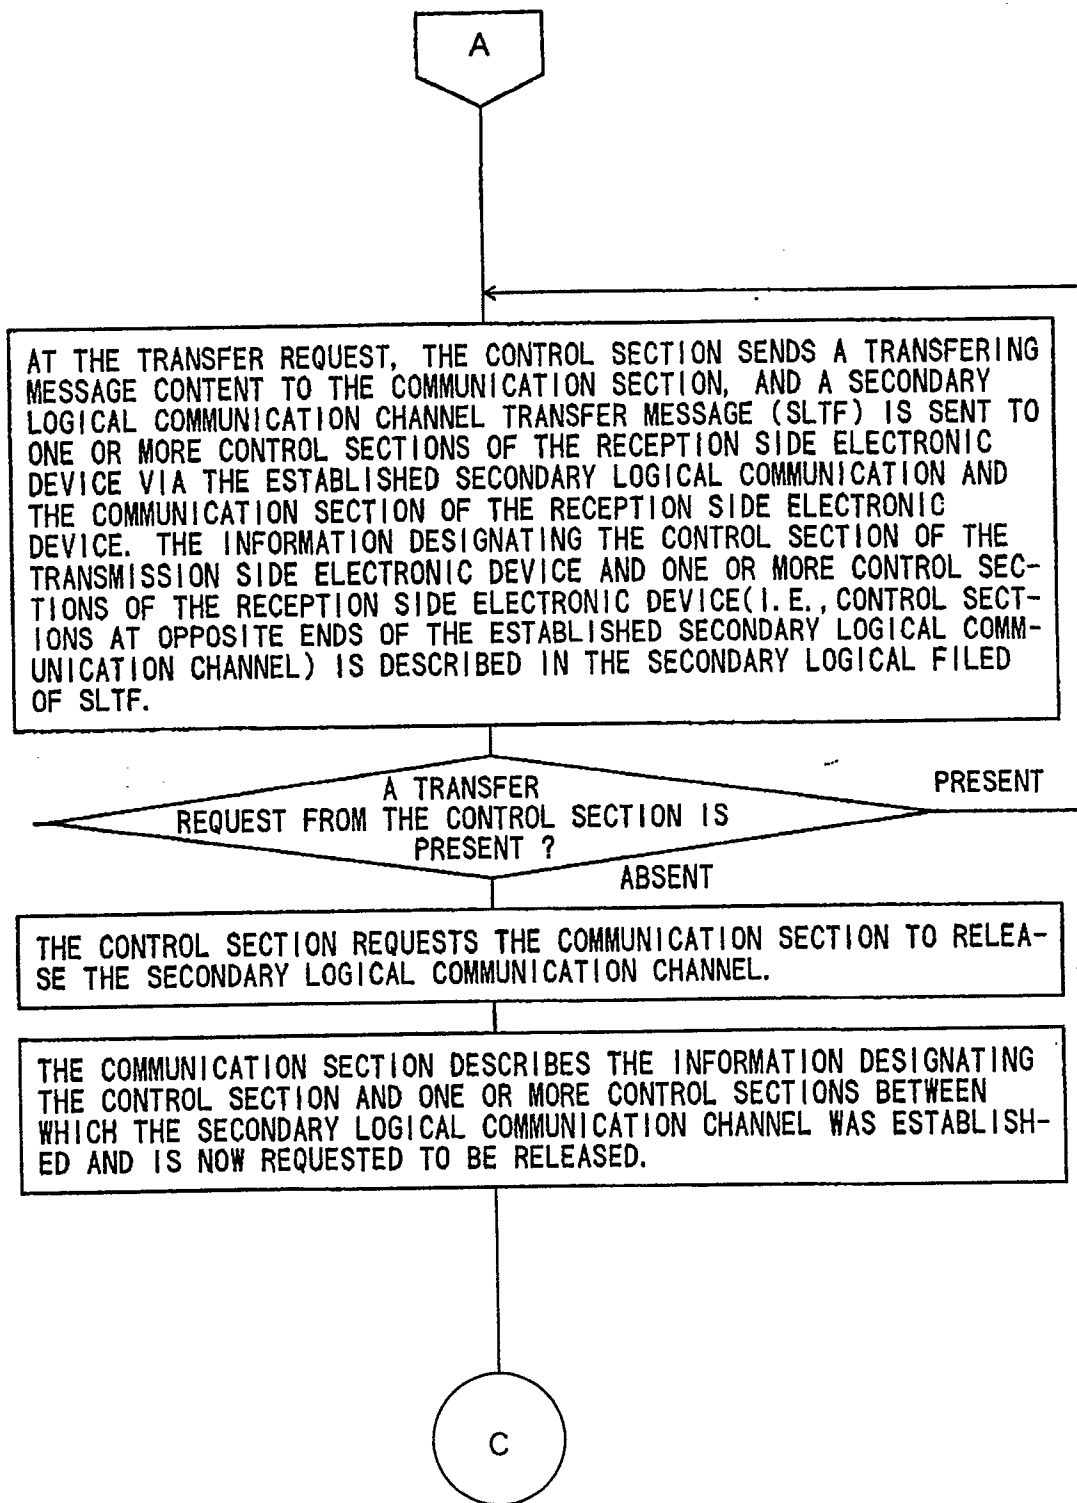 A
AT THE TRANSFER REQUEST, THE CONTROL SECTION SENDS A TRANSFERING
MESSAGE CONTENT TO THE COMMUNICATION SECTION, AND A SECONDARY
LOGICAL COMMUNICATION CHANNEL TRANSFER MESSAGE (SLTF) IS SENT TO
ONE OR MORE CONTROL SECTIONS OF THE RECEPTION SIDE ELECTRONIC
DEVICE VIA THE ESTABLISHED SECONDARY LOGICAL COMMUNICATION AND
THE COMMUNICATION SECTION OF THE RECEPTION SIDE ELECTRONIC
DEVICE. THE INFORMATION DESIGNATING THE CONTROL SECTION OF THE
TRANSMISSION SIDE ELECTRONIC DEVICE AND ONE OR MORE CONTROL SEC-
TIONS OF THE RECEPTION SIDE ELECTRONIC DEVICE(I.E.,CONTROL SECT-
IONS AT OPPOSITE ENDS OF THE ESTABLISHED SECONDARY LOGICAL COMM-
UNICATION CHANNEL) IS DESCRIBED IN THE SECONDARY LOGICAL FILED
OF SLTF.
A TRANSFER
REQUEST FROM THE CONTROL SECTION IS
PRESENT ?
PRESENT
ABSENT
THE CONTROL SECTION REQUESTS THE COMMUNICATION SECTION TO RELEA-
SE THE SECONDARY LOGICAL COMMUNICATION CHANNEL.
THE COMMUNICATION SECTION DESCRIBES THE INFORMATION DESIGNATING
THE CONTROL SECTION AND ONE OR MORE CONTROL SECTIONS BETWEEN
WHICH THE SECONDARY LOGICAL COMMUNICATION CHANNEL WAS ESTABLISH-
ED AND IS NOW REQUESTED TO BE RELEASED.
C